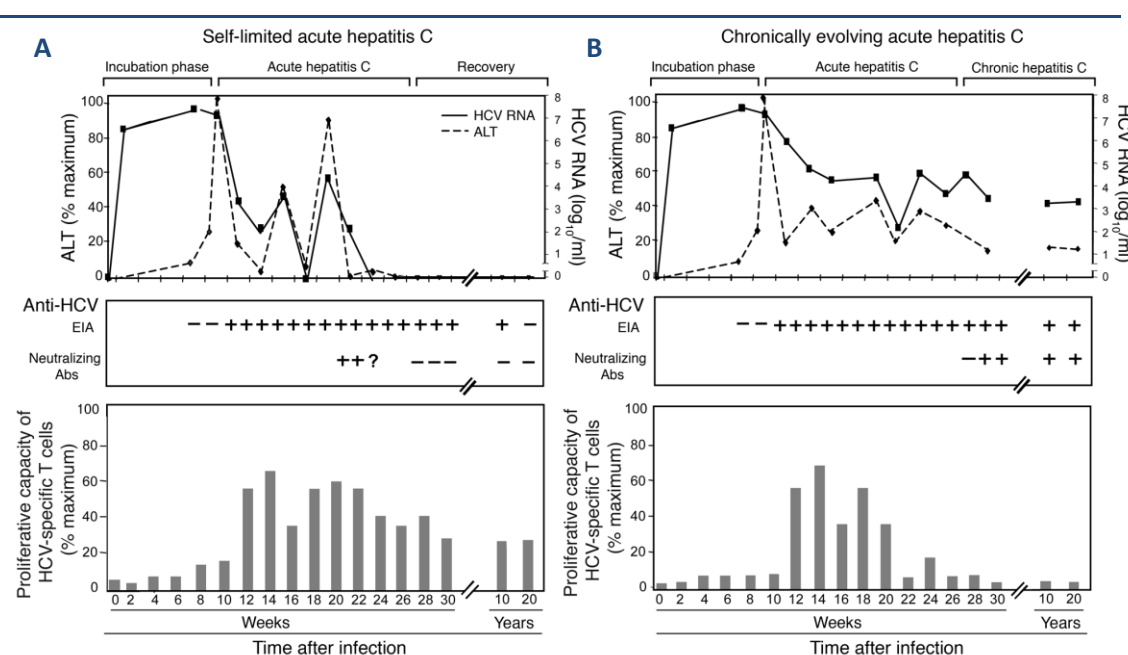 A
Self-limited acute hepatitis C
Incubation phase
Acute hepatitis C
Recovery
ALT (% maximum)
100
80
60
40
20
0
HCV RNA
ALT
8
7
6
5
4
3
2
1
0
HCV RNA (log10/ml)
Anti-HCV
EIA
− − + + + + + + + + + + + + + + + + −
Neutralizing
Abs
+ + ? − − − − −
Proliferative capacity of
HCV-specific T cells
(% maximum)
100
80
60
40
20
0
0 2 4 6 8 10 12 14 16 18 20 22 24 26 28 30 10 20
Weeks Years
Time after infection
B
Chronically evolving acute hepatitis C
Incubation phase
Acute hepatitis C
Chronic hepatitis C
ALT (% maximum)
100
80
60
40
20
0
8
7
6
5
4
3
2
1
0
HCV RNA (log10/ml)
Anti-HCV
EIA
− − + + + + + + + + + + + + + + + + +
Neutralizing
Abs
− + + + +
Proliferative capacity of
HCV-specific T cells
(% maximum)
100
80
60
40
20
0
0 2 4 6 8 10 12 14 16 18 20 22 24 26 28 30 10 20
Weeks Years
Time after infection